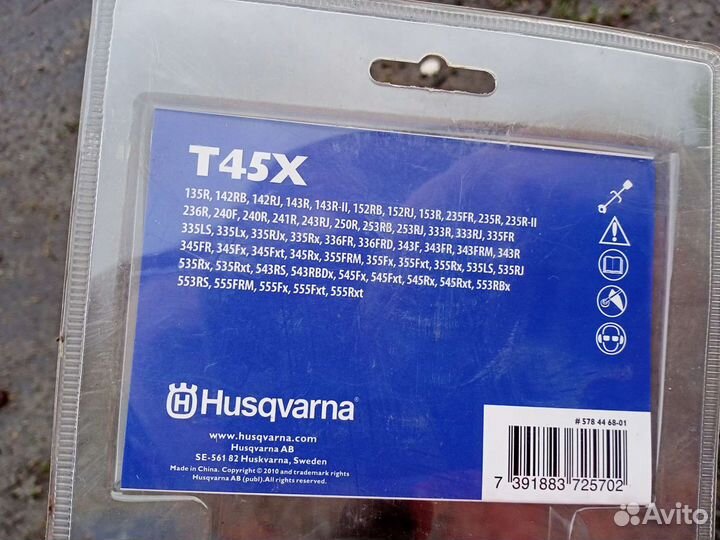 T45X
135R, 142RB, 142RJ, 143R, 143R-II, 152RB, 152RJ, 153R, 235FR, 235R, 235R-II
236R, 240F, 240R, 241R, 243RJ, 250R, 253RB, 253RJ, 333R, 333RJ, 335FR
335LS, 335Lx, 335RJx, 335Rx, 336FR, 336FRD, 343F, 343FR, 343FRM, 343R
345FR, 345Fx, 345Fxt, 345Rx, 355FRM, 355Fx, 355Fxt, 355Rx, 535LS, 535RJ
535Rx, 535Rxt, 543RS, 543RBDx, 545Fx, 545Fxt, 545Rx, 545Rxt, 553RBx
553RS, 555FRM, 555Fx, 555Fxt, 555Rxt
Husqvarna®
www.husqvarna.com
Husqvarna AB
SE-561 82 Huskvarna, Sweden
Made in China. Copyright © 2010 and trademark rights
Husqvarna AB (publ). All rights reserved.
# 578 44 68-01
7 391883 725702
Avito